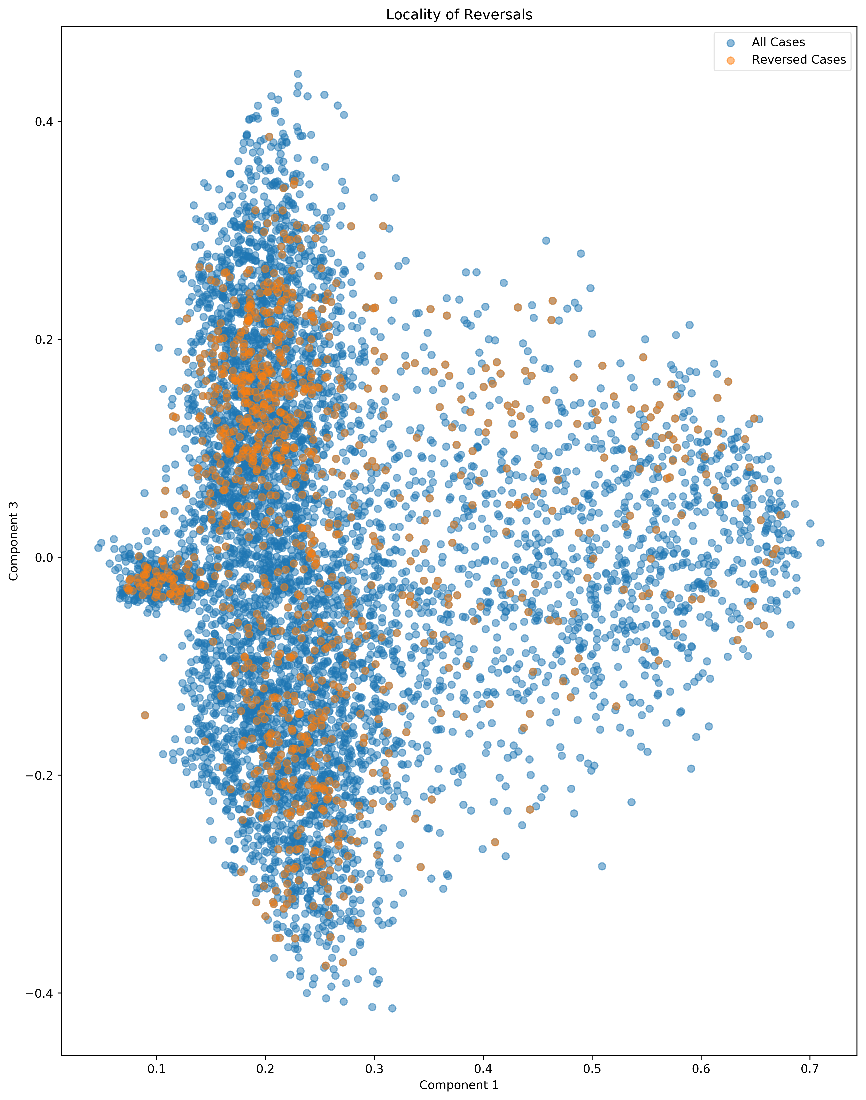 Locality of Reversals
All Cases
Reversed Cases
0.4
0.2
0.0
−0.2
−0.4
Component 3
0.1 0.2 0.3 0.4 0.5 0.6 0.7
Component 1